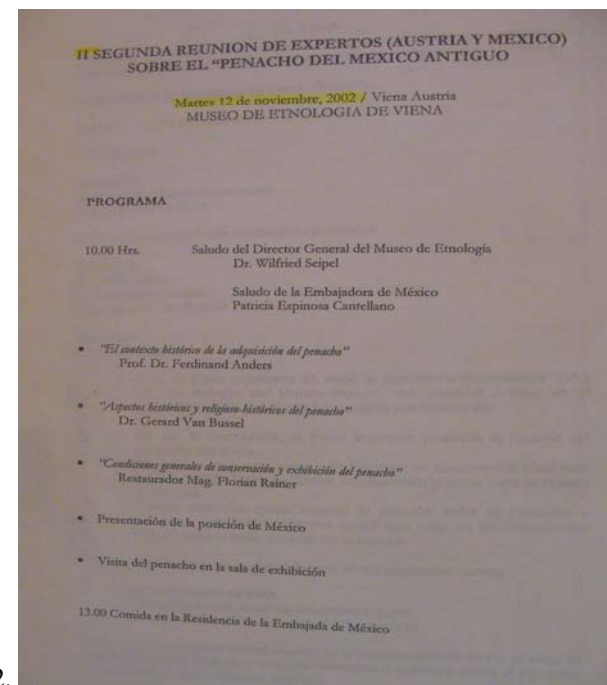 II SEGUNDA REUNION DE EXPERTOS (AUSTRIA Y MEXICO)
SOBRE EL "PENACHO DEL MEXICO ANTIGUO
Martes 12 de noviembre, 2002 / Viena Austria
MUSEO DE ETNOLOGIA DE VIENA
PROGRAMA
10.00 Hrs. Saludo del Director General del Museo de Etnología
Dr. Wilfried Seipel
Saludo de la Embajadora de México
Patricia Espinosa Cantellano
• "El contexto histórico de la adquisición del penacho"
Prof. Dr. Ferdinand Anders
• "Aspectos históricos y religioso-históricos del penacho"
Dr. Gerard Van Bussel
• "Condiciones generales de conservación y exhibición del penacho"
Restaurador Mag. Florian Rainer
• Presentación de la posición de México
• Visita del penacho en la sala de exhibición
13.00 Comida en la Residencia de la Embajada de México
2.